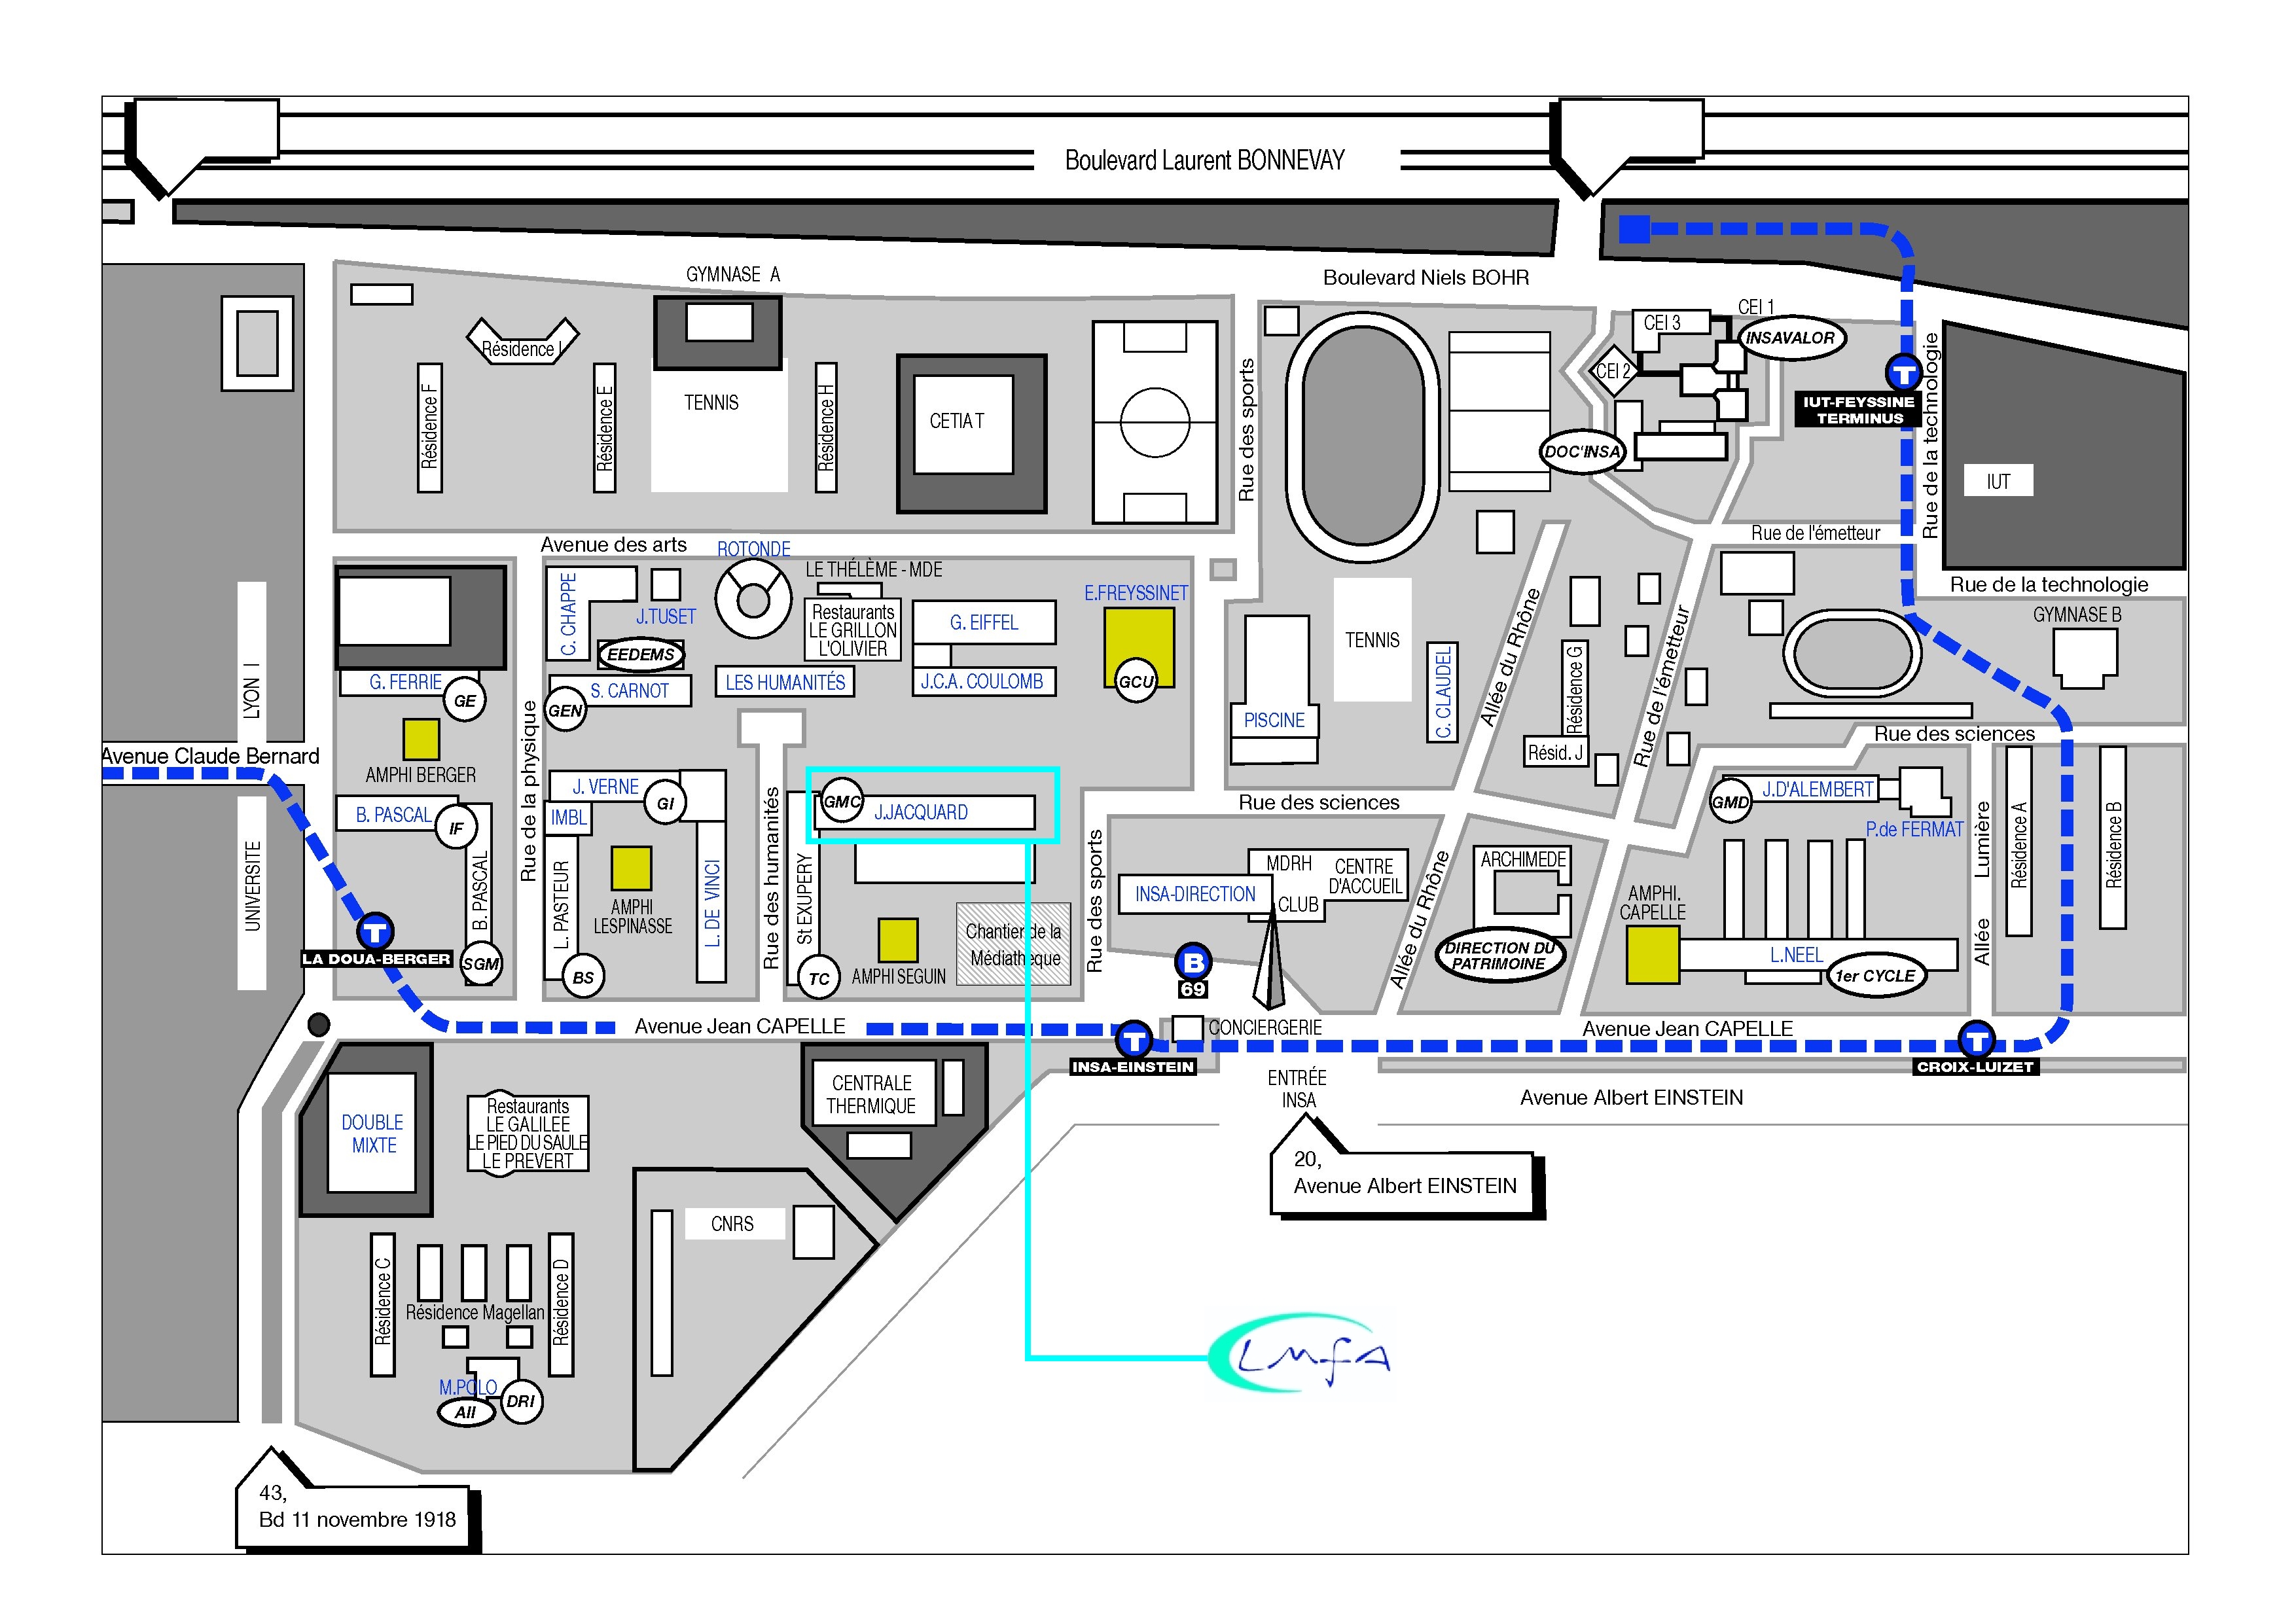 Boulevard Laurent BONNEVAY
Boulevard Niels BOHR
GYMNASE A
Résidence I
Résidence F
Résidence E
TENNIS
Résidence H
CETIAT
Rue des sports
CEI 1
CEI 3
INSAVALOR
CEI 2
DOC'INSA
T
IUT-FEYSSINE
TERMINUS
Rue de la technologie
IUT
Rue de l'émetteur
Rue de la technologie
GYMNASE B
Avenue des arts
ROTONDE
C. CHAPPE
J.TUSET
EEDEMS
LE THÉLÈME - MDE
Restaurants
LE GRILLON
L'OLIVIER
G. EIFFEL
E.FREYSSINET
GCU
J.C.A. COULOMB
LES HUMANITÉS
S. CARNOT
GEN
G. FERRIE
GE
AMPHI BERGER
LYON I
UNIVERSITE
Avenue Claude Bernard
Rue de la physique
TENNIS
PISCINE
C. CLAUDEL
Allée du Rhône
Résidence G
Résid. J
Rue de l'émetteur
Rue des sciences
Rue des sciences
B. PASCAL
IF
B. PASCAL
SGM
T
LA DOUA-BERGER
J. VERNE
GI
IMBL
L. PASTEUR
BS
AMPHI
LESPINASSE
L. DE VINCI
Rue des humanités
GMC
J.JACQUARD
St EXUPERY
TC
AMPHI SEGUIN
Chantier de la
Médiathèque
Rue des sports
MDRH
CENTRE
D'ACCUEIL
INSA-DIRECTION
CLUB
B
69
Allée du Rhône
ARCHIMEDE
DIRECTION DU
PATRIMOINE
GMD
J.D'ALEMBERT
P.de FERMAT
AMPHI.
CAPELLE
L.NEEL
1er CYCLE
Allée Lumière
Résidence A
Résidence B
Avenue Jean CAPELLE
T
INSA-EINSTEIN
CONCIERGERIE
Avenue Jean CAPELLE
T
CROIX-LUIZET
ENTRÉE
INSA
Avenue Albert EINSTEIN
20,
Avenue Albert EINSTEIN
DOUBLE
MIXTE
Restaurants
LE GALILEE
LE PIED DU SAULE
LE PREVERT
CENTRALE
THERMIQUE
CNRS
Résidence C
Résidence Magellan
Résidence D
M.POLO
AII
DRI
LMFA
43,
Bd 11 novembre 1918